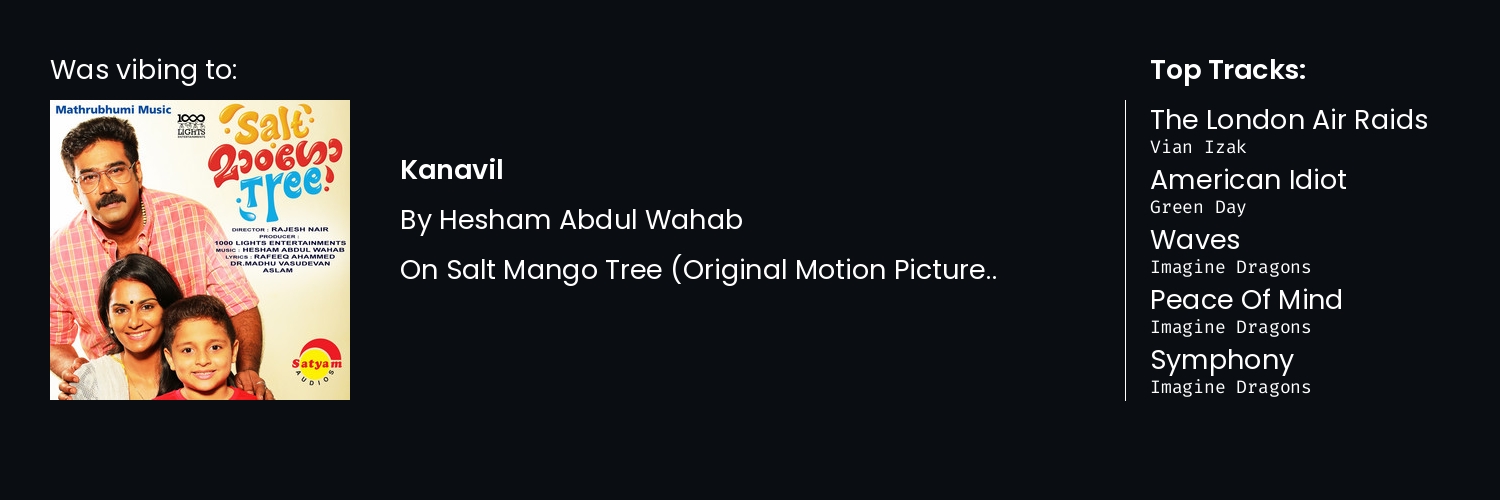 Was vibing to:
Mathrubhumi Music
1000
LIGHTS
ENTERTAINMENTS
Salt
മാംഗോ
Tree
DIRECTOR : RAJESH NAIR
PRODUCER :
1000 LIGHTS ENTERTAINMENTS
MUSIC : HESHAM ABDUL WAHAB
LYRICS : RAFEEQ AHAMMED
DR.MADHU VASUDEVAN
ASLAM
Satyam
AUDIOS
Kanavil
By Hesham Abdul Wahab
On Salt Mango Tree (Original Motion Picture..
Top Tracks:
The London Air Raids
Vian Izak
American Idiot
Green Day
Waves
Imagine Dragons
Peace Of Mind
Imagine Dragons
Symphony
Imagine Dragons